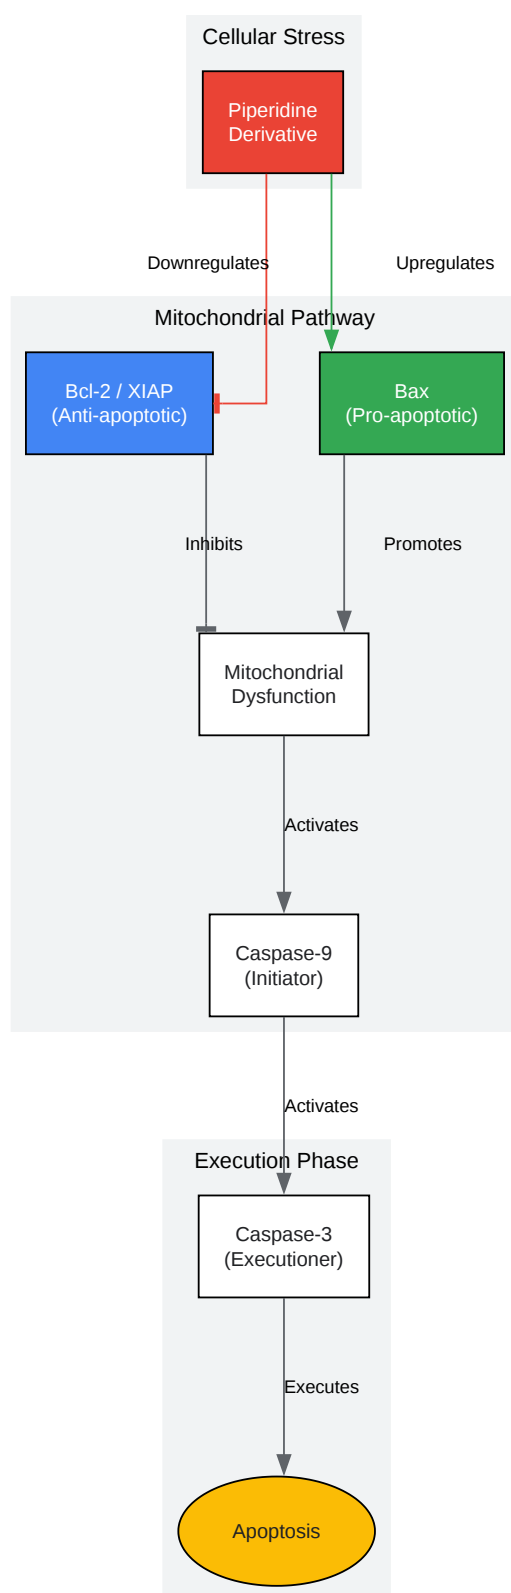 Cellular Stress
Piperidine
Derivative
Downregulates
Upregulates
Mitochondrial Pathway
Bcl-2 / XIAP
(Anti-apoptotic)
Bax
(Pro-apoptotic)
Inhibits
Promotes
Mitochondrial
Dysfunction
Activates
Caspase-9
(Initiator)
Activates
Execution Phase
Caspase-3
(Executioner)
Executes
Apoptosis